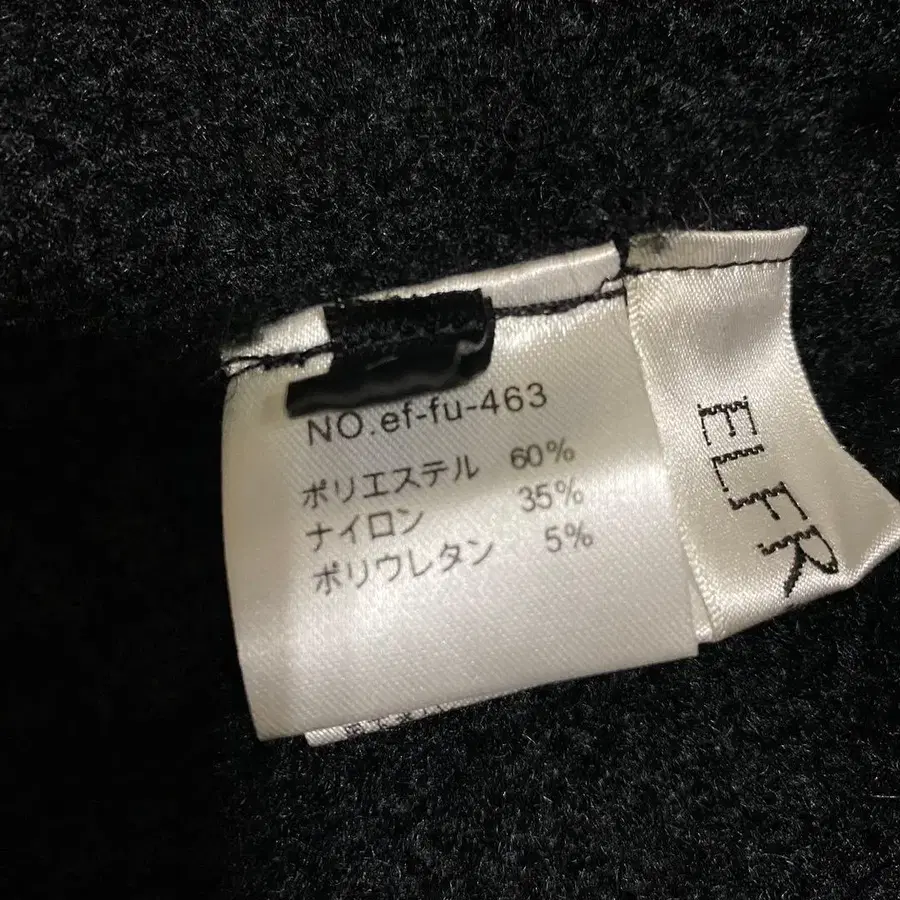 NO.ef-fu-463
ポリエステル 60%
ナイロン 35%
ポリウレタン 5%
ELFR